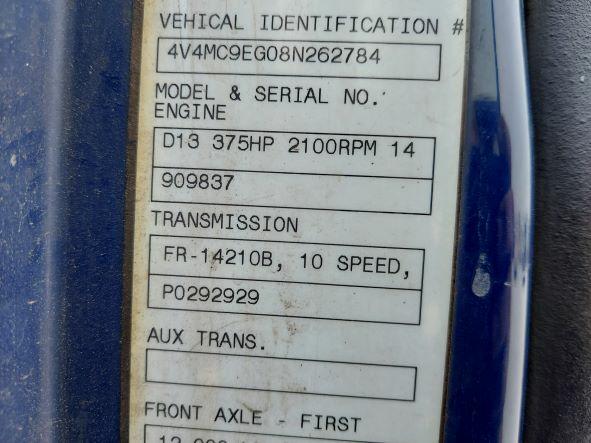 VEHICAL IDENTIFICATION #
4V4MC9EG08N262784
MODEL & SERIAL NO.
ENGINE
D13 375HP 2100RPM 14
909837
TRANSMISSION
FR-14210B, 10 SPEED,
P0292929
AUX TRANS.
FRONT AXLE - FIRST